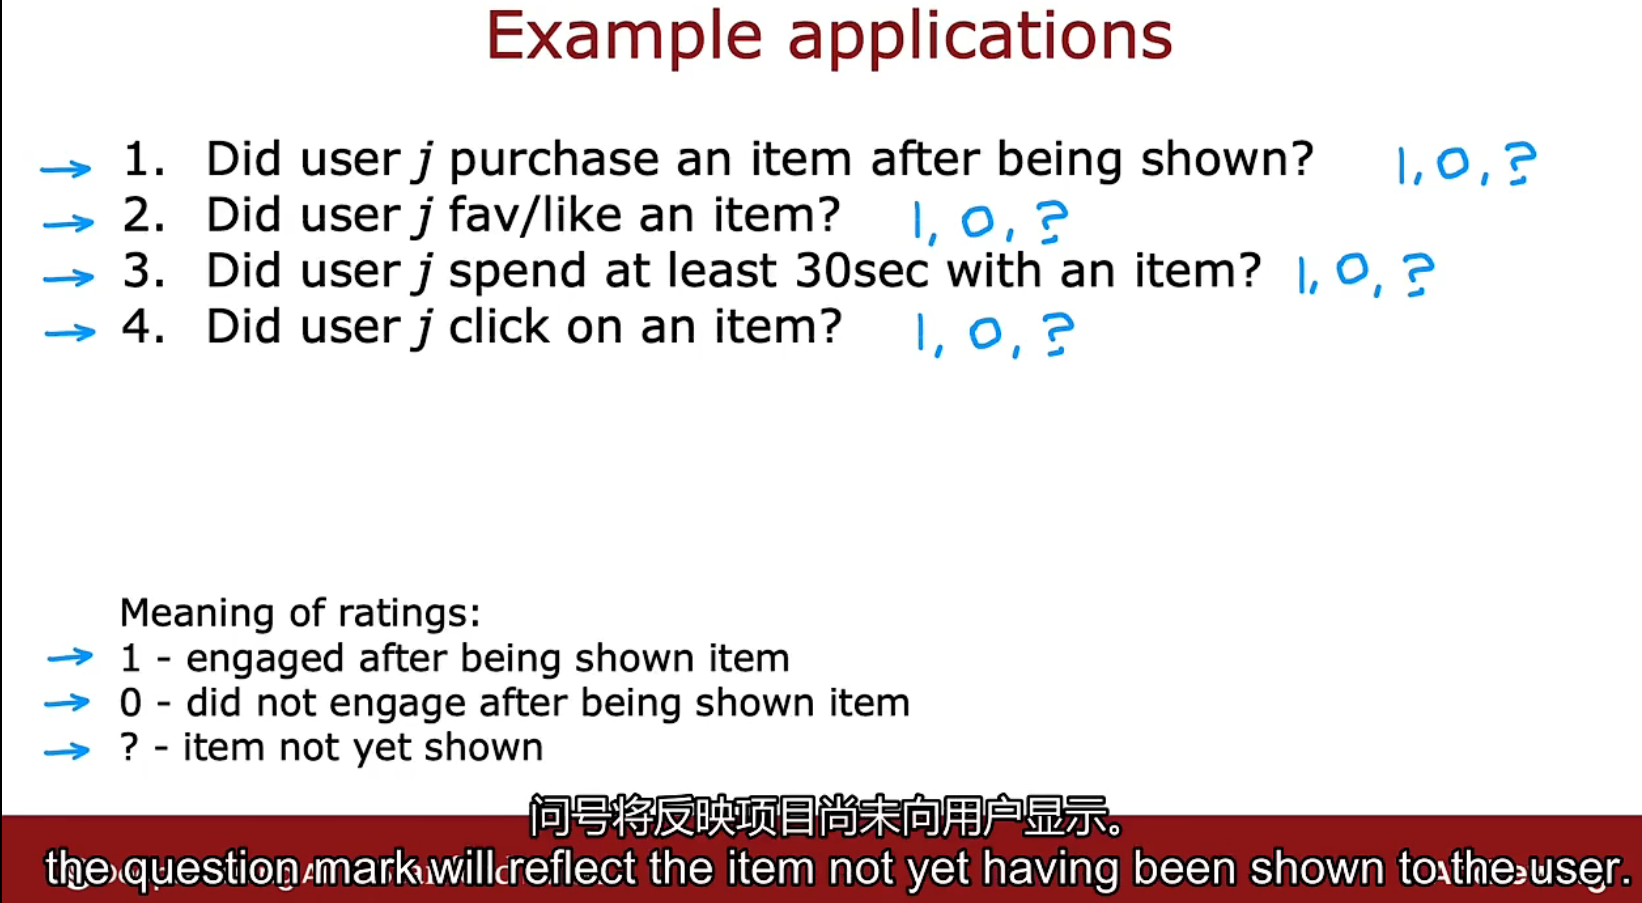 Example applications
1. Did user j purchase an item after being shown? 1, 0, ?
2. Did user j fav/like an item? 1, 0, ?
3. Did user j spend at least 30sec with an item? 1, 0, ?
4. Did user j click on an item? 1, 0, ?
Meaning of ratings:
1 - engaged after being shown item
0 - did not engage after being shown item
? - item not yet shown
问号将反映项目尚未向用户显示。
the question mark will reflect the item not yet having been shown to the user.